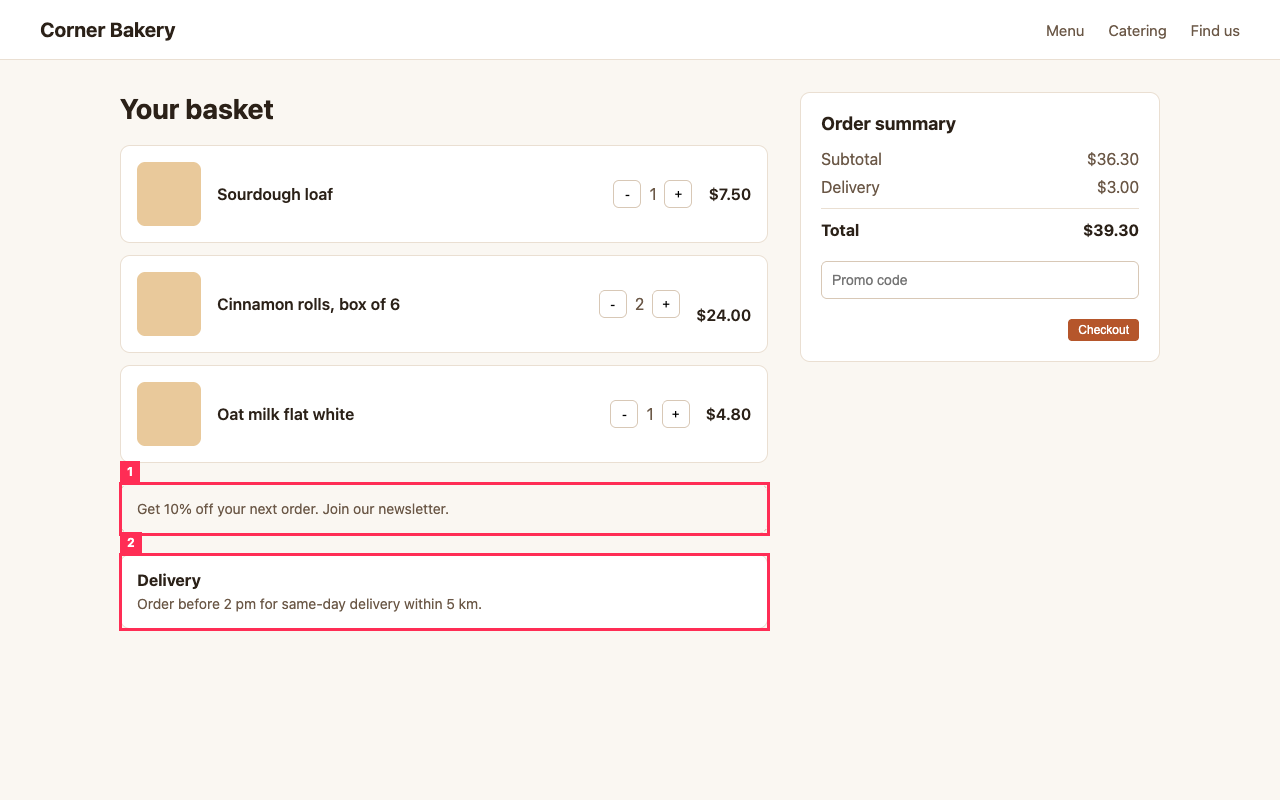 Corner Bakery
Menu Catering Find us
Your basket
Sourdough loaf - 1 + $7.50
Cinnamon rolls, box of 6 - 2 + $24.00
Oat milk flat white - 1 + $4.80
1
Get 10% off your next order. Join our newsletter.
2
Delivery
Order before 2 pm for same-day delivery within 5 km.
Order summary
Subtotal $36.30
Delivery $3.00
Total $39.30
Promo code
Checkout